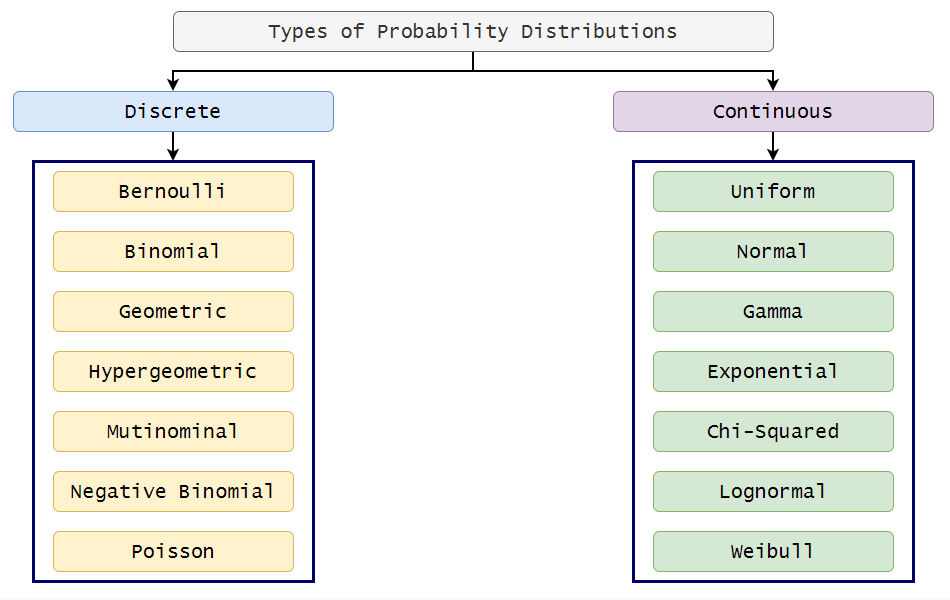 Types of Probability Distributions
Discrete
Bernoulli
Binomial
Geometric
Hypergeometric
Mutinominal
Negative Binomial
Poisson
Continuous
Uniform
Normal
Gamma
Exponential
Chi-Squared
Lognormal
Weibull